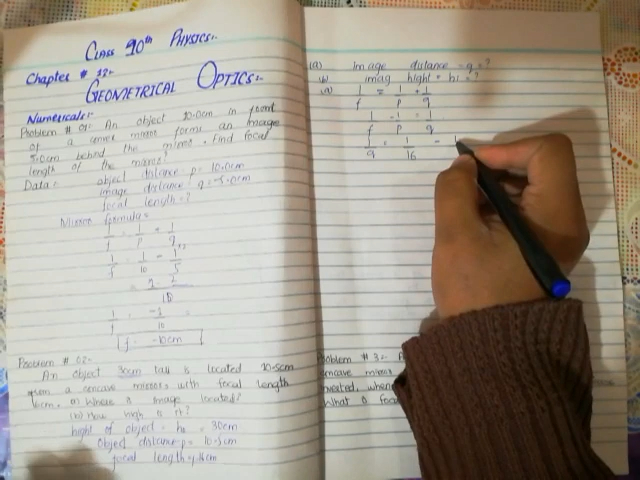 CLASS 10th PHYSICS:-
Chapter # 12:-
GEOMETRICAL OPTICS:-
Numericals:-
Problem # 01:- An object 10.0cm in front
of a convex mirror forms an image
5.0cm behind the mirror. Find focal
length of the mirror?
Data: object distance p = 10.0cm
image distance q = -5.0cm
focal length = ?
Mirror formula =
1/f = 1/p + 1/q
1/f = 1/10 - 1/5
10
1/f = -1/10
f = -10cm
Problem # 02:-
An object 30cm tall is located 10.5cm
from a concave mirror with focal length
16cm. (a) Where is image located?
(b) How high is it?
hight of object = ho = 30cm
Object distance p = 10.5cm
focal length = 16cm
(a) Image distance = q = ?
(b) imag hight = hi = ?
(a) 1/f = 1/p + 1/q
1/f - 1/p = 1/q
1/q = 1/16 -
Problem # 3:-
What is foca